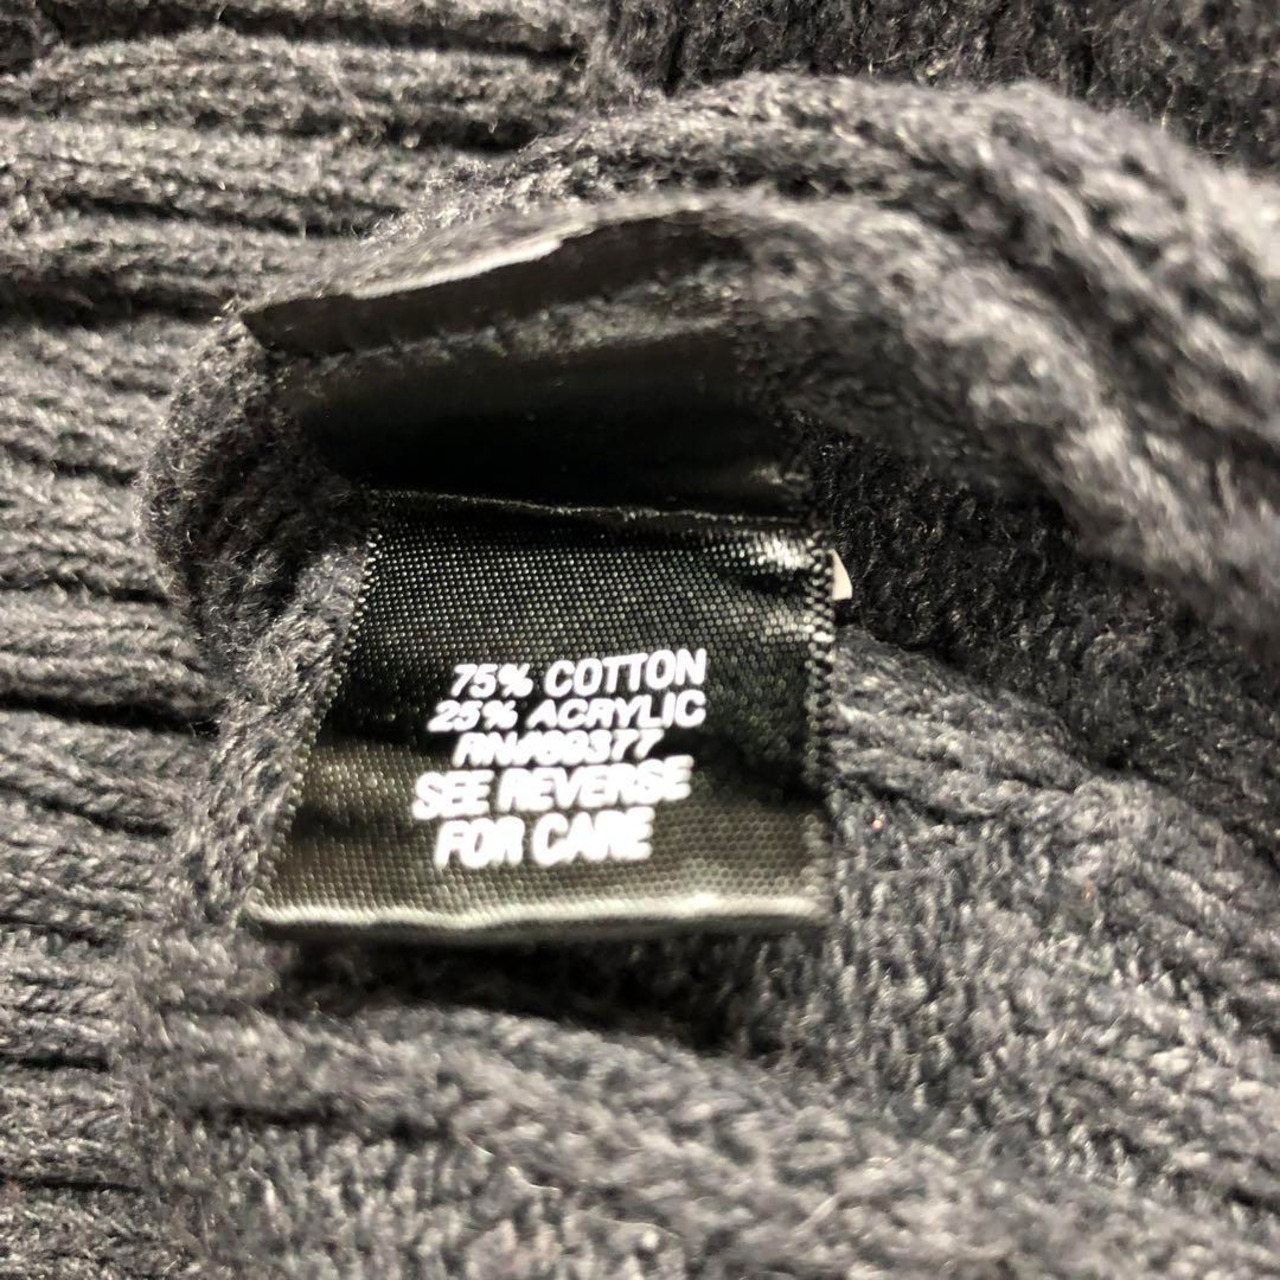 75% COTTON
25% ACRYLIC
SEE REVERSE
FOR CARE